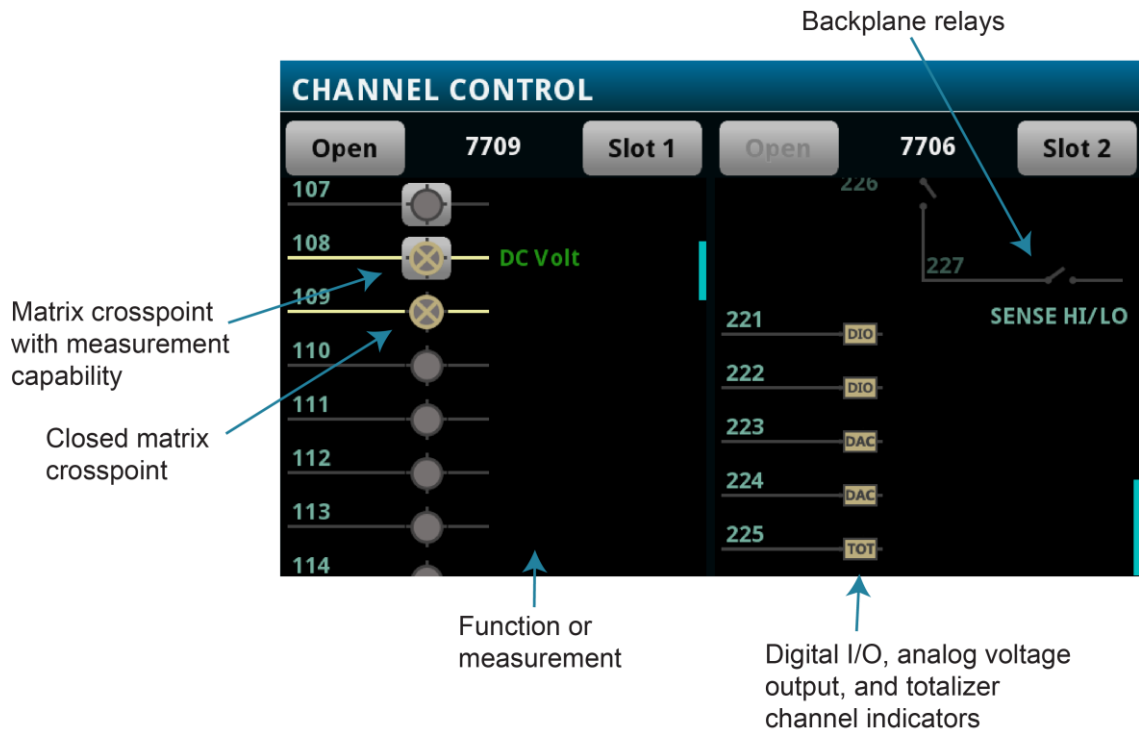 Backplane relays
CHANNEL CONTROL
Open 7709 Slot 1 Open 7706 Slot 2
107
108 DC Volt
109
110
111
112
113
114
226
227
SENSE HI/LO
221 DIO
222 DIO
223 DAC
224 DAC
225 TOT
Matrix crosspoint
with measurement
capability
Closed matrix
crosspoint
Function or
measurement
Digital I/O, analog voltage
output, and totalizer
channel indicators